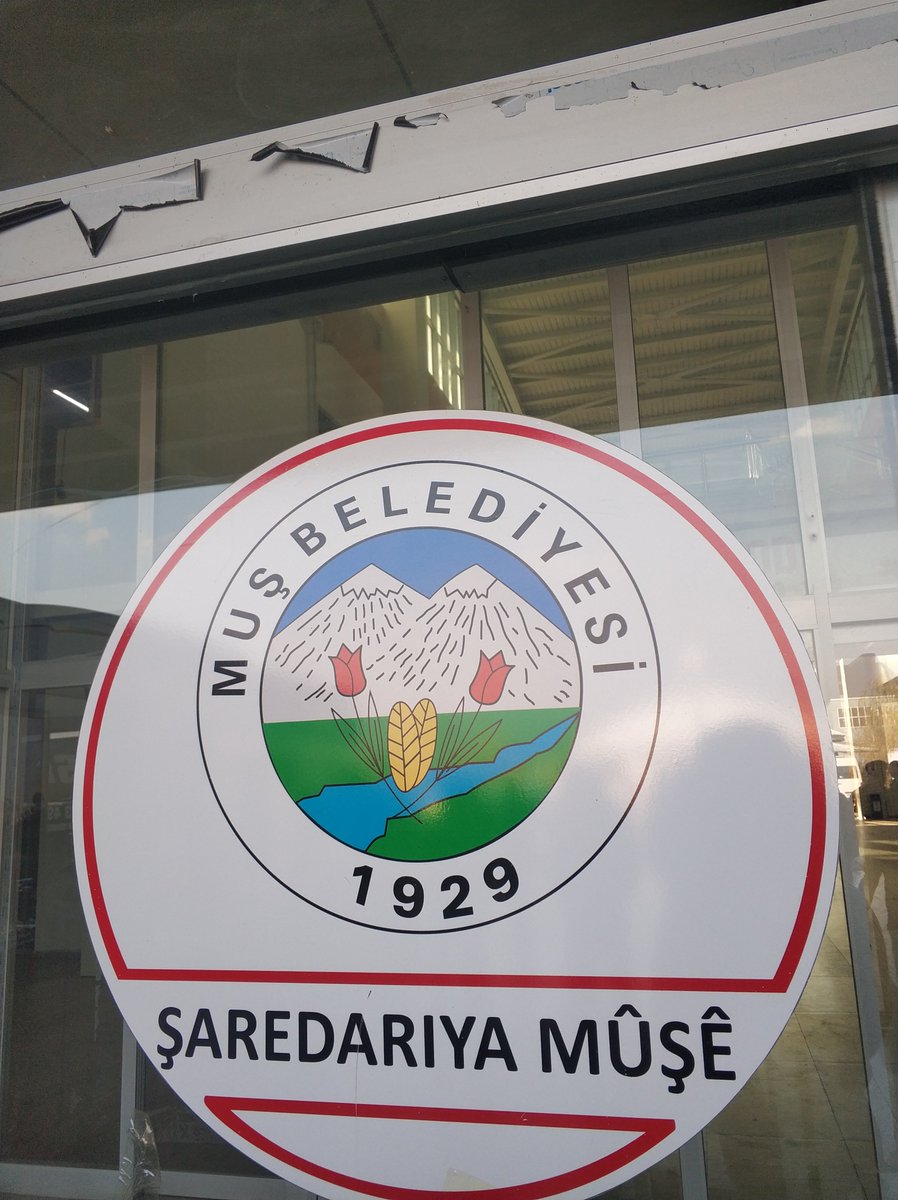 MUŞ BELEDİYESİ
1929
ŞAREDARIYA MÛŞÊ